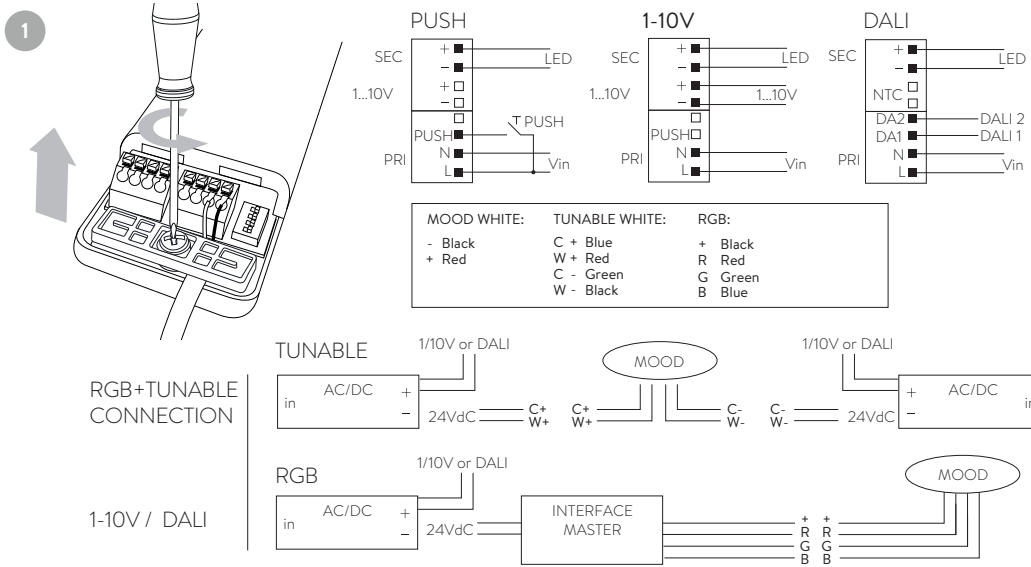 1
PUSH
SEC
+
-
LED
1...10V
+
-
PUSH
PUSH
PRI
N
L
Vin
1-10V
SEC
+
-
LED
1...10V
+
-
1...10V
PUSH
PRI
N
L
Vin
DALI
SEC
+
-
LED
NTC
DA2
DALI 2
DA1
DALI 1
PRI
N
L
Vin
MOOD WHITE:
- Black
+ Red
TUNABLE WHITE:
C + Blue
W + Red
C - Green
W - Black
RGB:
+ Black
R Red
G Green
B Blue
RGB+TUNABLE
CONNECTION
1-10V / DALI
TUNABLE
1/10V or DALI
in
AC/DC
+
-
24VdC
C+
W+
C+
W+
MOOD
C-
W-
C-
W-
1/10V or DALI
24VdC
+
-
AC/DC
in
RGB
1/10V or DALI
in
AC/DC
+
-
24VdC
INTERFACE
MASTER
+ +
R R
G G
B B
MOOD